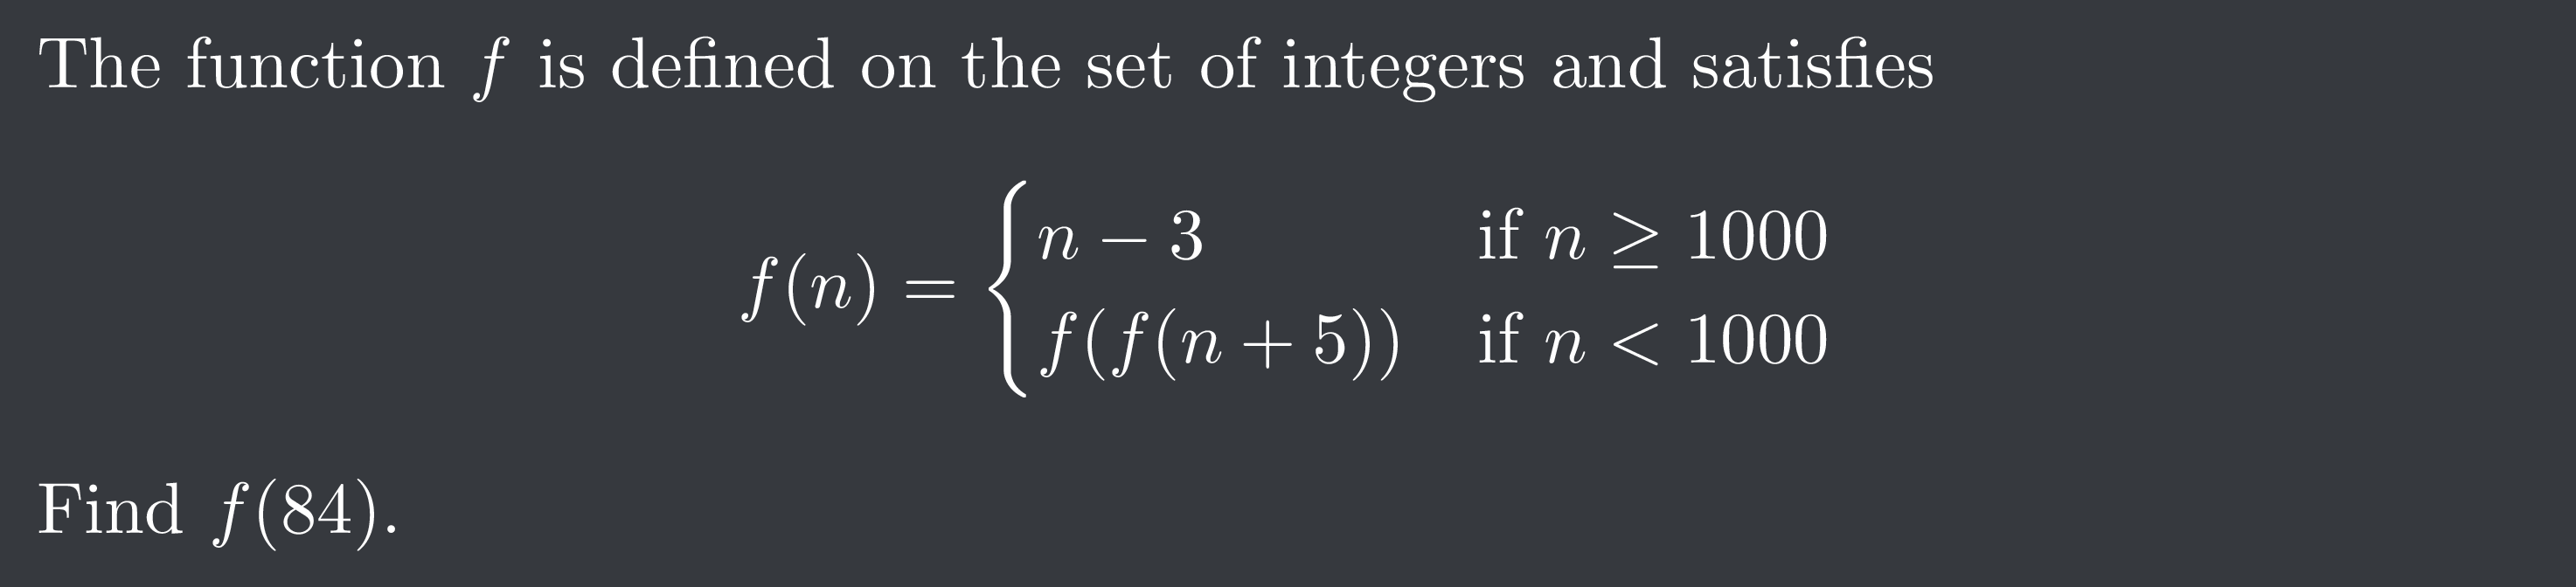 The function f is defined on the set of integers and satisfies
f(n) = { n − 3 if n ≥ 1000
f(f(n + 5)) if n < 1000
Find f(84).